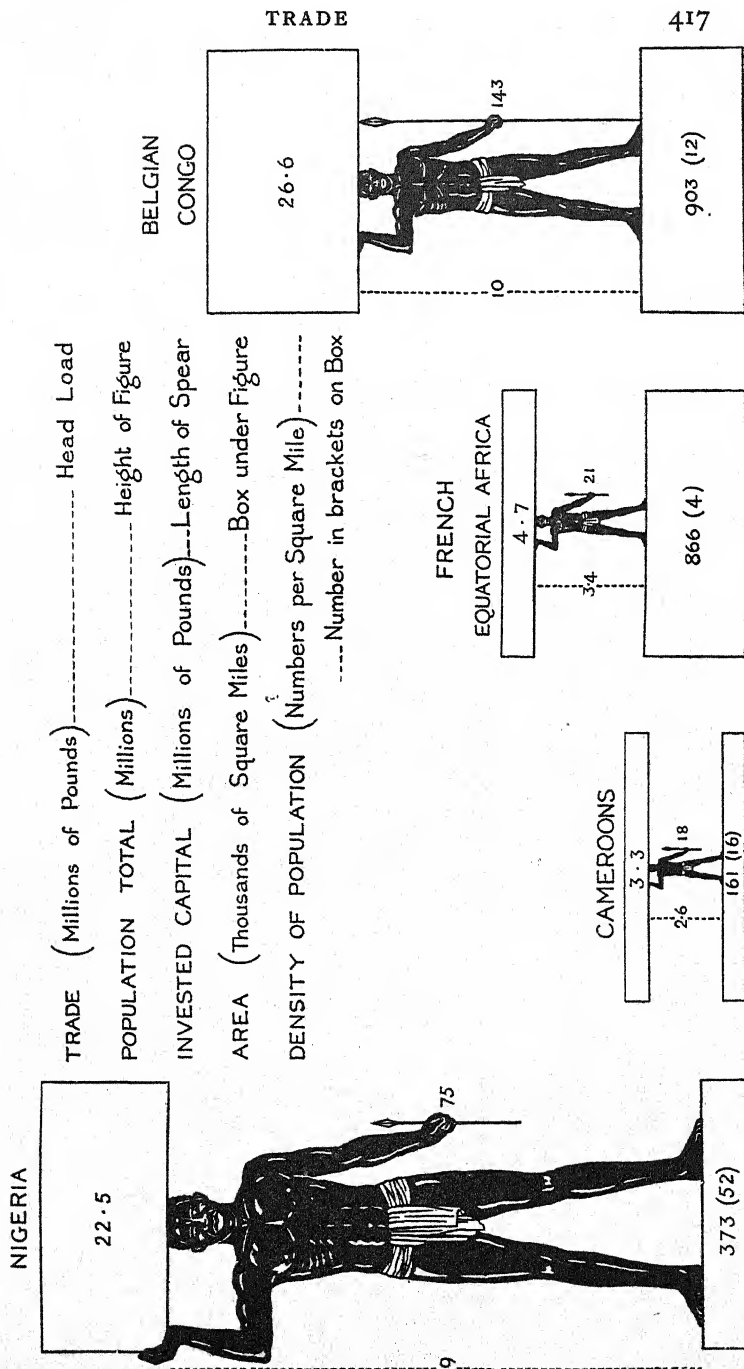 TRADE 417
NIGERIA
22·5
75
9
373 (52)
TRADE (Millions of Pounds)------------Head Load
POPULATION TOTAL (Millions)------------Height of Figure
INVESTED CAPITAL (Millions of Pounds)---Length of Spear
AREA (Thousands of Square Miles)--------Box under Figure
DENSITY OF POPULATION (Numbers per Square Mile)-------
----Number in brackets on Box
CAMEROONS
3·3
18
2·6
161 (16)
FRENCH
EQUATORIAL AFRICA
4·7
21
3·4
866 (4)
BELGIAN
CONGO
26·6
143
10
903 (12)